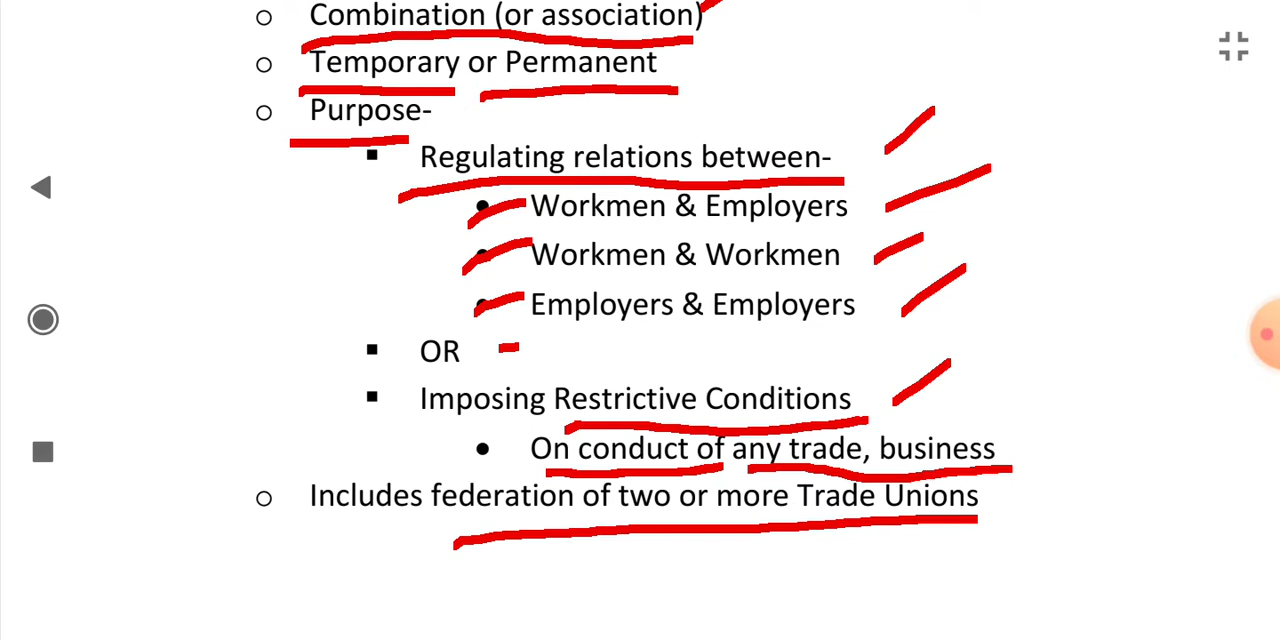 o Combination (or association)
o Temporary or Permanent
o Purpose-
▪ Regulating relations between-
• Workmen & Employers
• Workmen & Workmen
• Employers & Employers
▪ OR
▪ Imposing Restrictive Conditions
• On conduct of any trade, business
o Includes federation of two or more Trade Unions